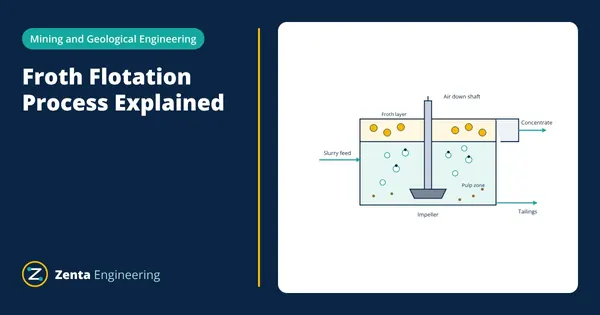 Mining and Geological Engineering
Froth Flotation
Process Explained
Air down shaft
Froth layer
Concentrate
Slurry feed
Pulp zone
Impeller
Tailings
Z
Zenta Engineering